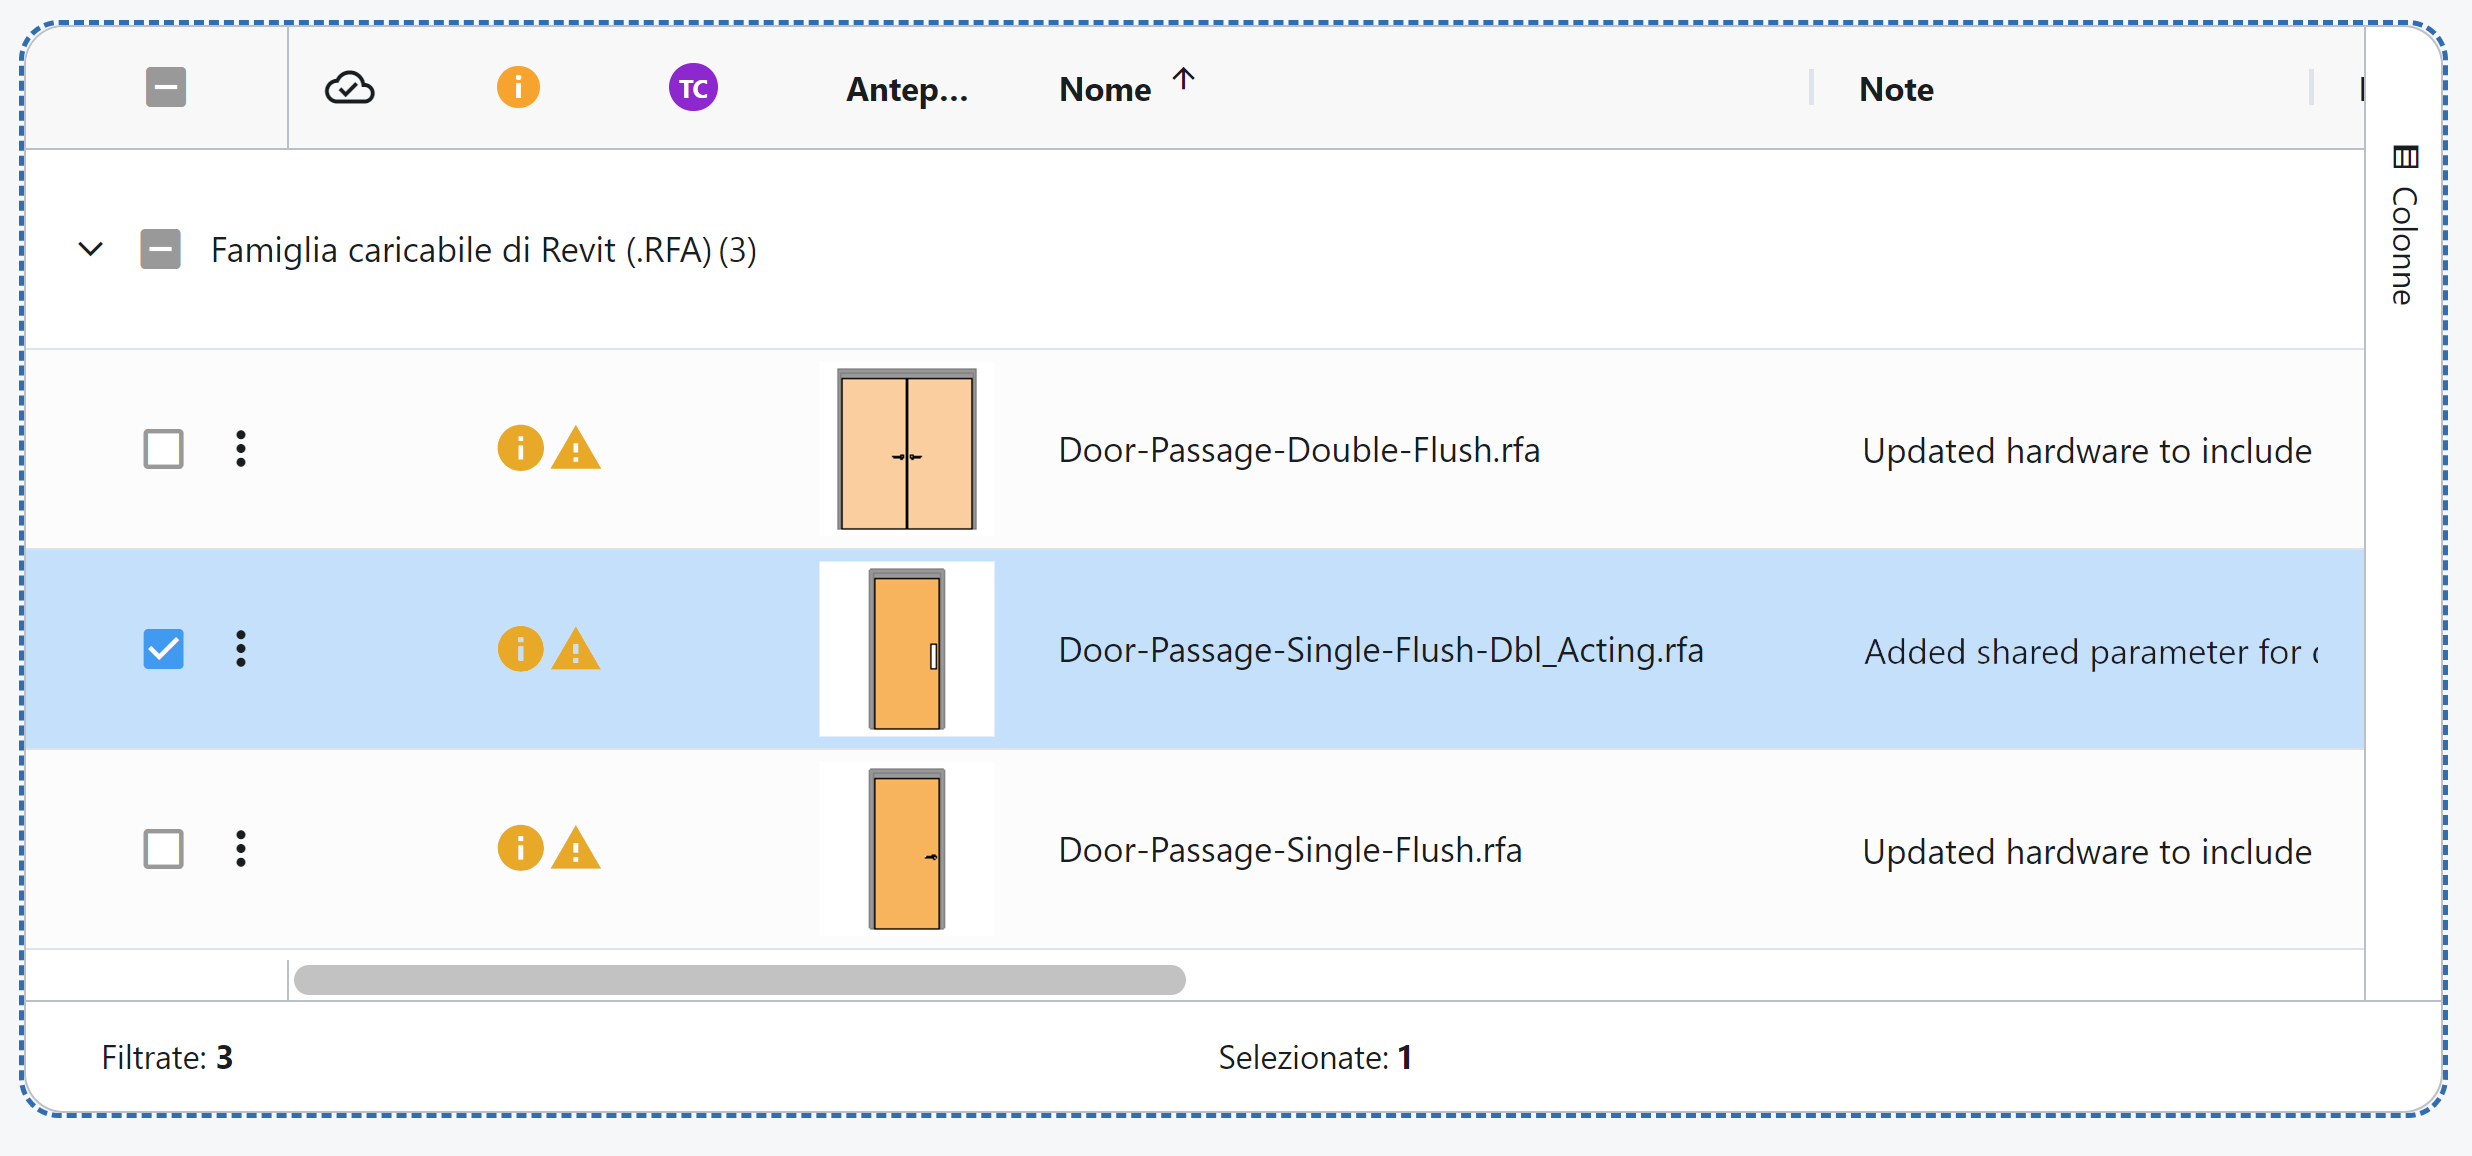 TC Antep... Nome Note
Colonne
Famiglia caricabile di Revit (.RFA) (3)
Door-Passage-Double-Flush.rfa Updated hardware to include
Door-Passage-Single-Flush-Dbl_Acting.rfa Added shared parameter for
Door-Passage-Single-Flush.rfa Updated hardware to include
Filtrate: 3 Selezionate: 1